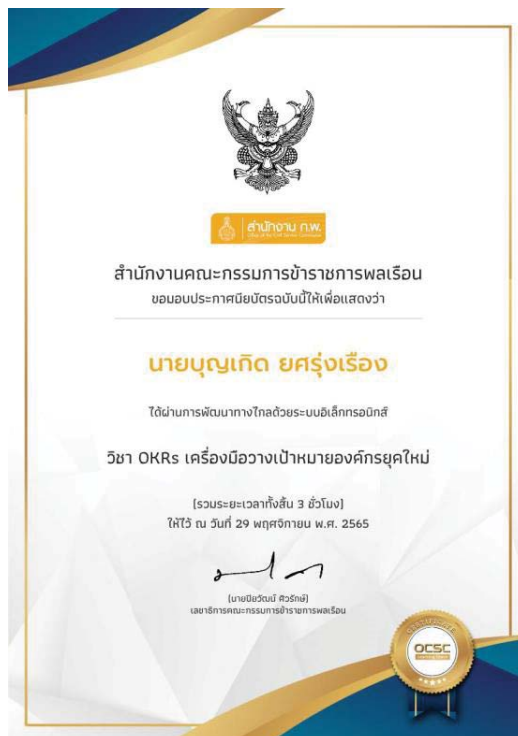 สำนักงาน ก.พ.
Office of the Civil Service Commission
สำนักงานคณะกรรมการข้าราชการพลเรือน
ขอมอบประกาศนียบัตรฉบับนี้ให้เพื่อแสดงว่า
นายบุญเกิด ยศรุ่งเรือง
ได้ผ่านการพัฒนาทางไกลด้วยระบบอิเล็กทรอนิกส์
วิชา OKRs เครื่องมือวางเป้าหมายองค์กรยุคใหม่
(รวมระยะเวลาทั้งสิ้น 3 ชั่วโมง)
ให้ไว้ ณ วันที่ 29 พฤศจิกายน พ.ศ. 2565
(นายปิยวัฒน์ ศิวรักษ์)
เลขาธิการคณะกรรมการข้าราชการพลเรือน
OCSC